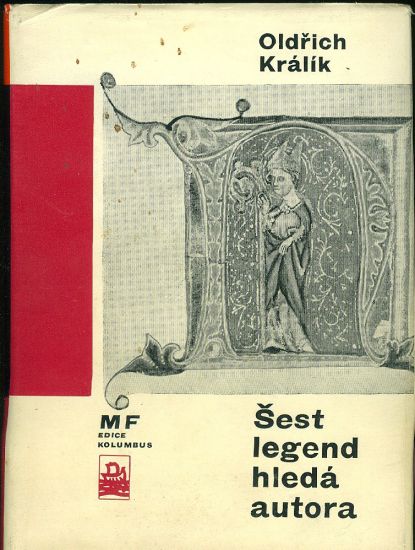 Oldřich
Králík
MF
EDICE
KOLUMBUS
Šest
legend
hledá
autora